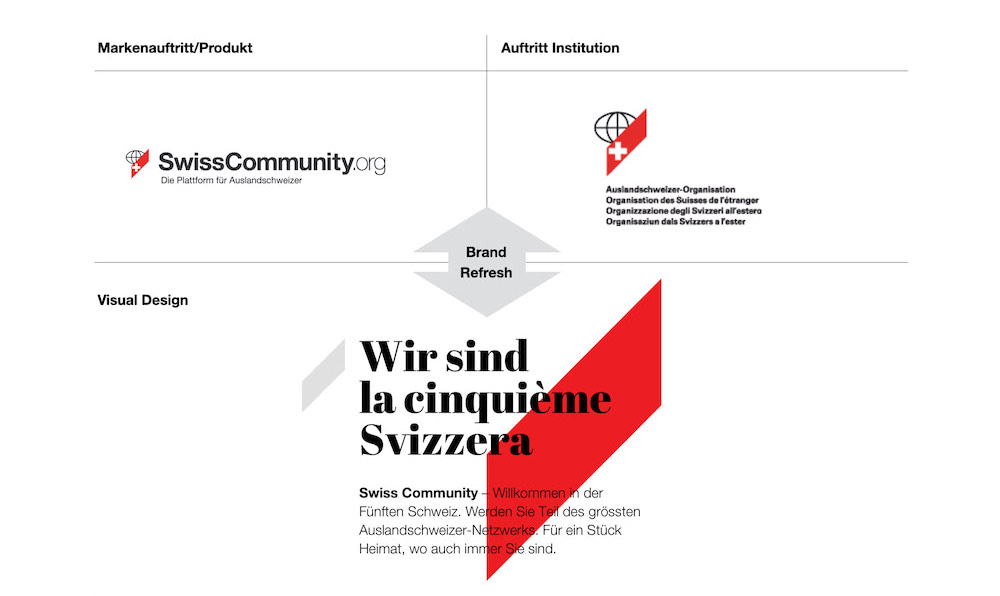 Markenauftritt/Produkt
Auftritt Institution
SwissCommunity.org
Die Plattform für Auslandschweizer
Auslandschweizer-Organisation
Organisation des Suisses de l'étranger
Organizzazione degli Svizzeri all'estero
Organisaziun dals Svizzers a l'ester
Brand
Refresh
Visual Design
Wir sind
la cinquième
Svizzera
Swiss Community – Willkommen in der
Fünften Schweiz. Werden Sie Teil des grössten
Auslandschweizer-Netzwerks. Für ein Stück
Heimat, wo auch immer Sie sind.